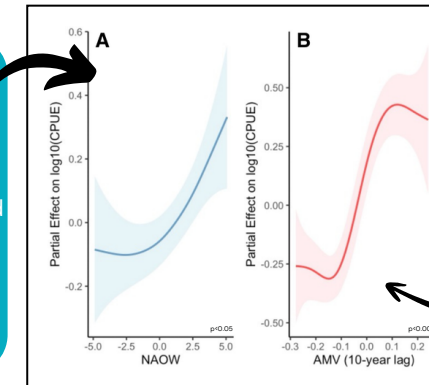 A
B
Partial Effect on log10(CPUE)
0.6
0.4
0.2
0.0
-0.2
-5.0 -2.5 0.0 2.5 5.0
NAOW
p<0.05
Partial Effect on log10(CPUE)
0.50
0.25
0.00
-0.25
-0.50
-0.3 -0.2 -0.1 0.0 0.1 0.2
AMV (10-year lag)
p<0.00